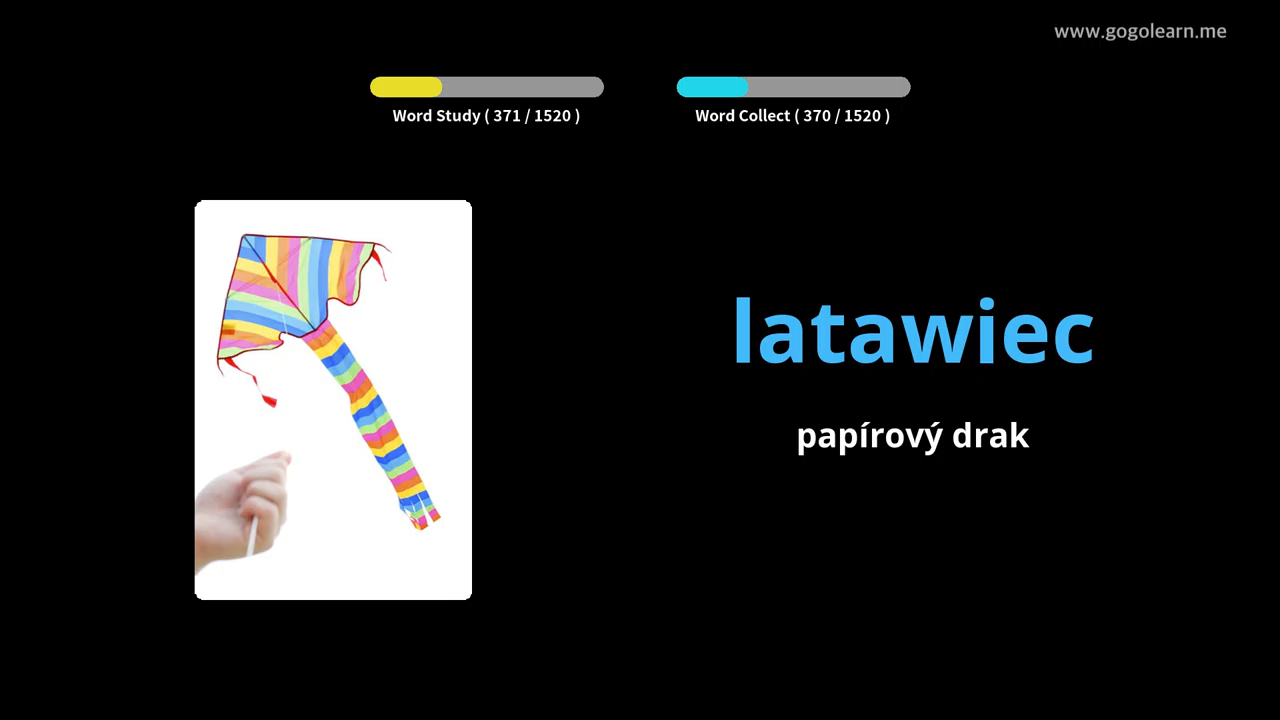 www.gogolearn.me
Word Study ( 371 / 1520 )
Word Collect ( 370 / 1520 )
latawiec
papírový drak